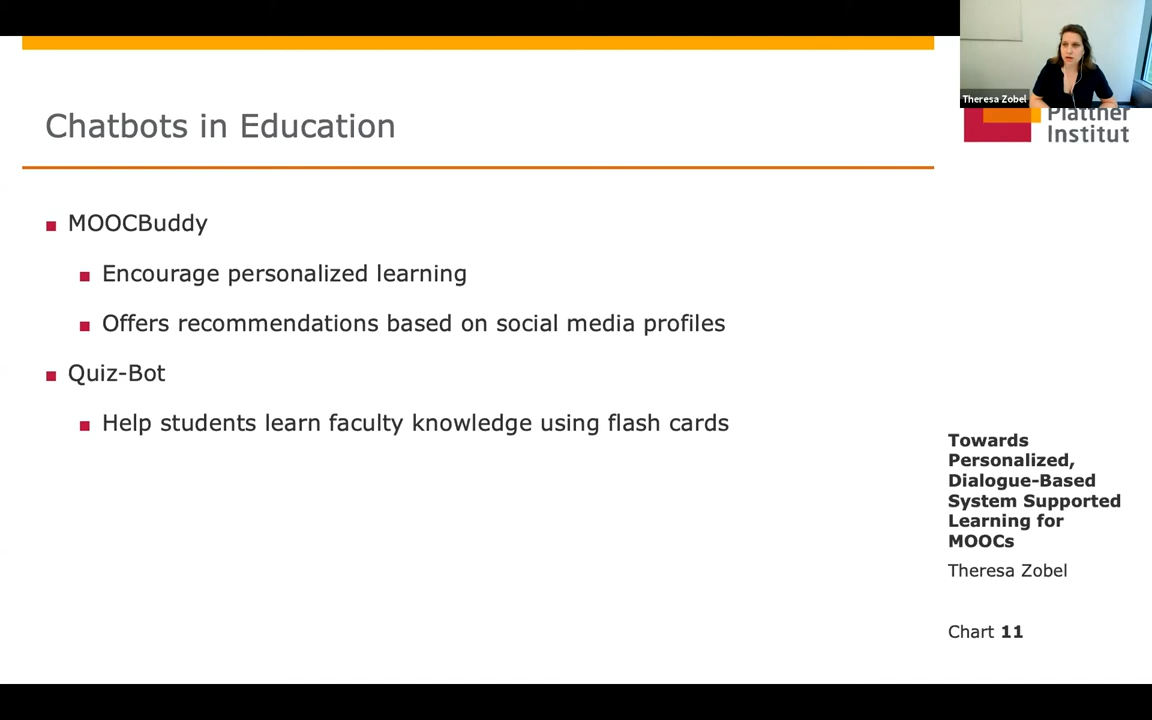 Theresa Zobel
Plattner
Institut
Chatbots in Education
MOOCBuddy
Encourage personalized learning
Offers recommendations based on social media profiles
Quiz-Bot
Help students learn faculty knowledge using flash cards
Towards
Personalized,
Dialogue-Based
System Supported
Learning for
MOOCs
Theresa Zobel
Chart 11